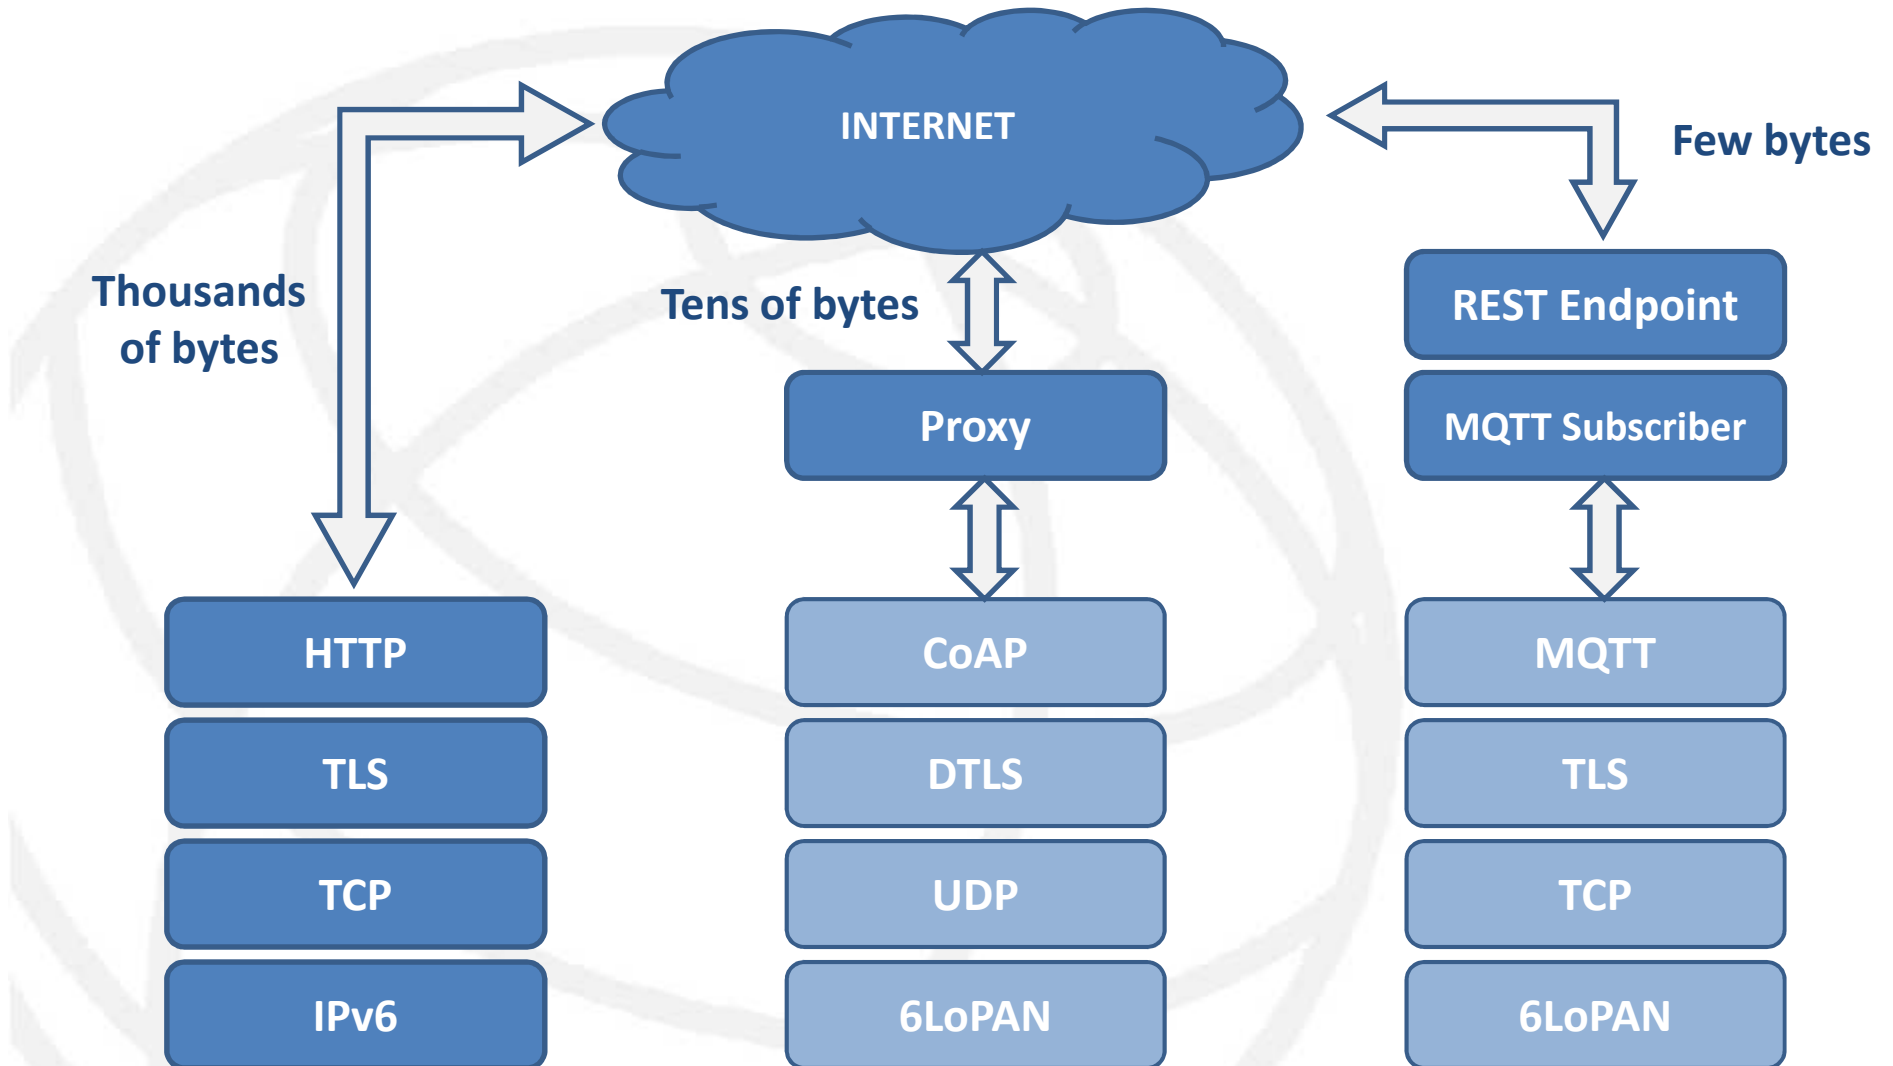 INTERNET
Few bytes
Thousands
of bytes
Tens of bytes
REST Endpoint
Proxy
MQTT Subscriber
HTTP
CoAP
MQTT
TLS
DTLS
TLS
TCP
UDP
TCP
IPv6
6LoPAN
6LoPAN